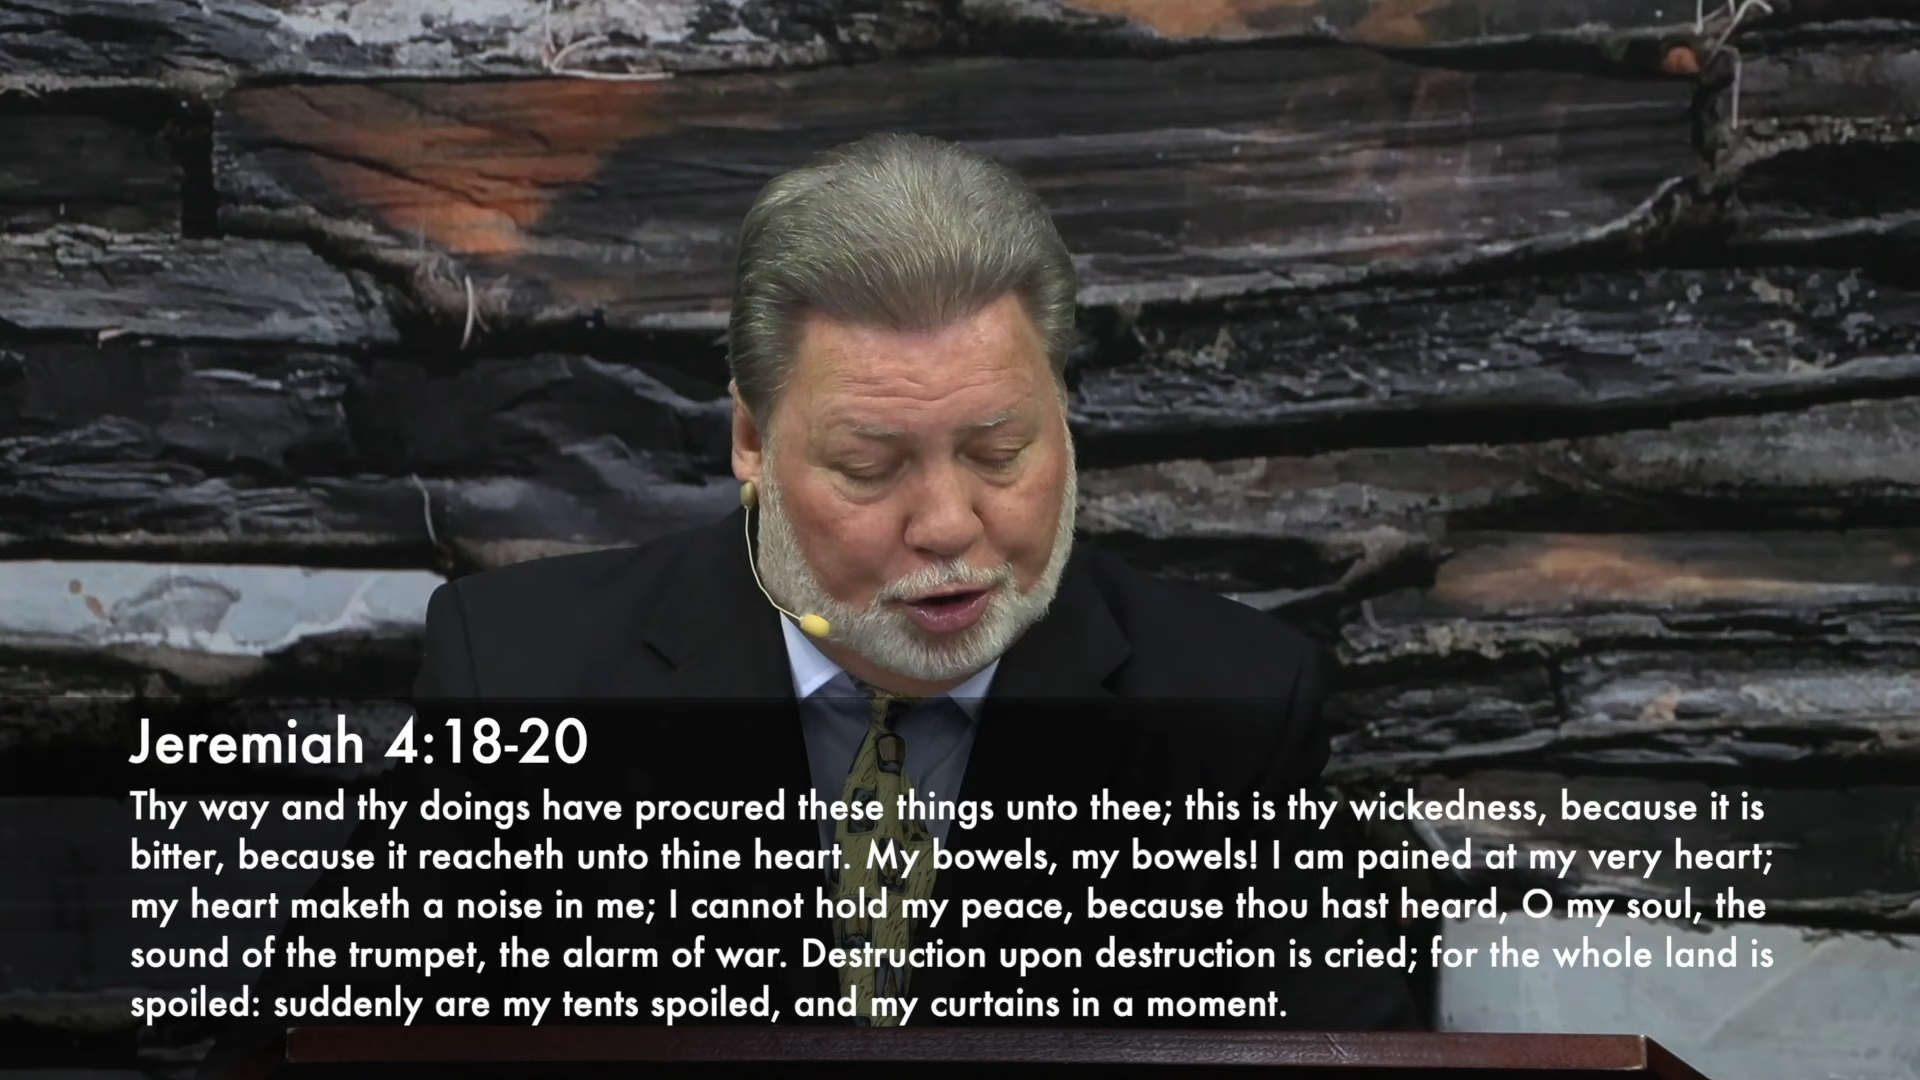 Jeremiah 4:18-20
Thy way and thy doings have procured these things unto thee; this is thy wickedness, because it is
bitter, because it reacheth unto thine heart. My bowels, my bowels! I am pained at my very heart;
my heart maketh a noise in me; I cannot hold my peace, because thou hast heard, O my soul, the
sound of the trumpet, the alarm of war. Destruction upon destruction is cried; for the whole land is
spoiled: suddenly are my tents spoiled, and my curtains in a moment.